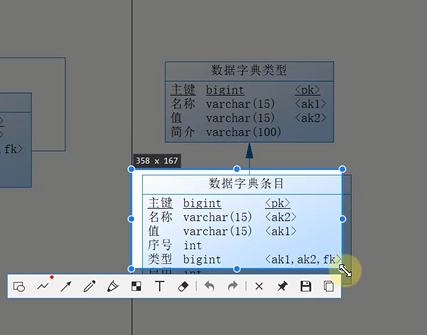 数据字典类型
主键 bigint <pk>
名称 varchar(15) <ak1>
值 varchar(15) <ak2>
简介 varchar(100)
>
fk>
358 x 167
数据字典条目
主键 bigint <pk>
名称 varchar(15) <ak2>
值 varchar(15) <ak1>
序号 int
类型 bigint <ak1,ak2,fk>
int
T